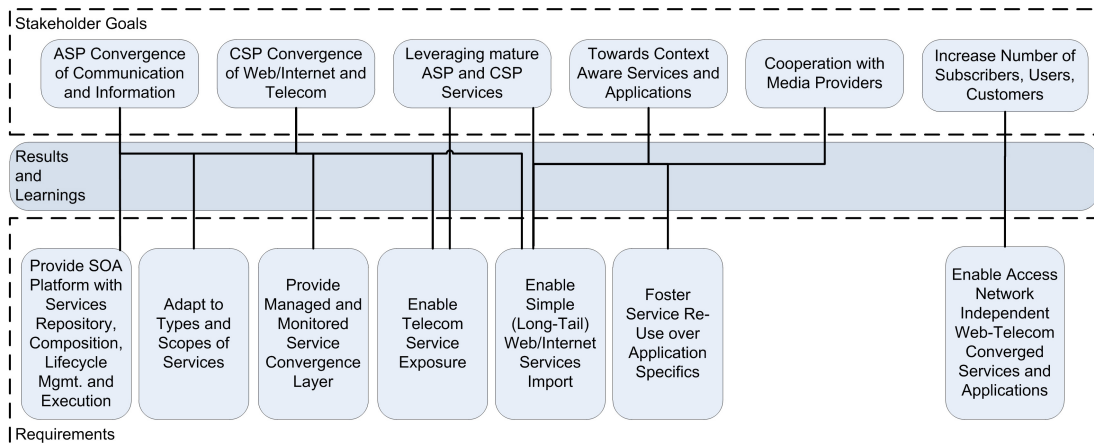 Stakeholder Goals
ASP Convergence
of Communication
and Information
CSP Convergence
of Web/Internet and
Telecom
Leveraging mature
ASP and CSP
Services
Towards Context
Aware Services and
Applications
Cooperation with
Media Providers
Increase Number of
Subscribers, Users,
Customers
Results
and
Learnings
Provide SOA
Platform with
Services
Repository,
Composition,
Lifecycle
Mgmt. and
Execution
Adapt to
Types and
Scopes of
Services
Provide
Managed and
Monitored
Service
Convergence
Layer
Enable
Telecom
Service
Exposure
Enable
Simple
(Long-Tail)
Web/Internet
Services
Import
Foster
Service Re-
Use over
Application
Specifics
Enable Access
Network
Independent
Web-Telecom
Converged
Services and
Applications
Requirements